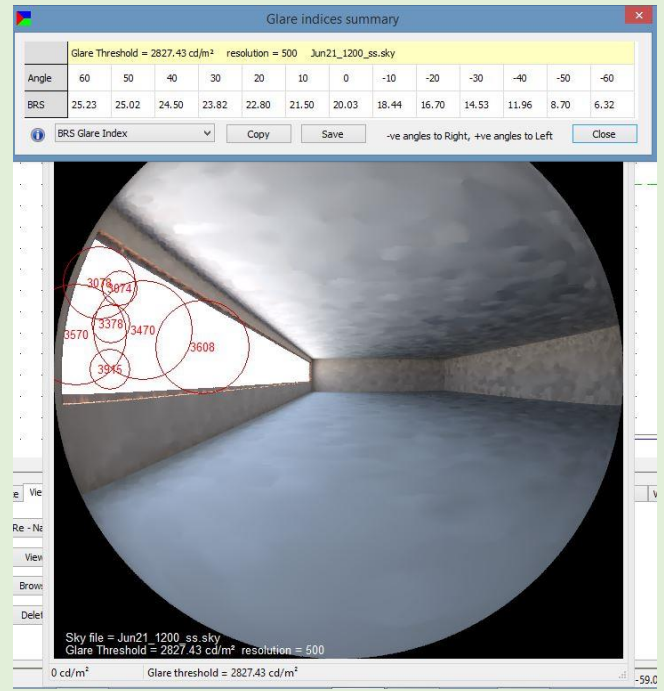 Glare indices summary
Glare Threshold = 2827.43 cd/m² resolution = 500 Jun21_1200_ss.sky
Angle 60 50 40 30 20 10 0 -10 -20 -30 -40 -50 -60
BRS 25.23 25.02 24.50 23.82 22.80 21.50 20.03 18.44 16.70 14.53 11.96 8.70 6.32
BRS Glare Index Copy Save -ve angles to Right, +ve angles to Left Close
3078
3074
3378
3570
3470
3608
3915
Vie
Re - Na
View
Brows
Delet
Sky file = Jun21_1200_ss.sky
Glare Threshold = 2827.43 cd/m² resolution = 500
0 cd/m² Glare threshold = 2827.43 cd/m²
-59.0